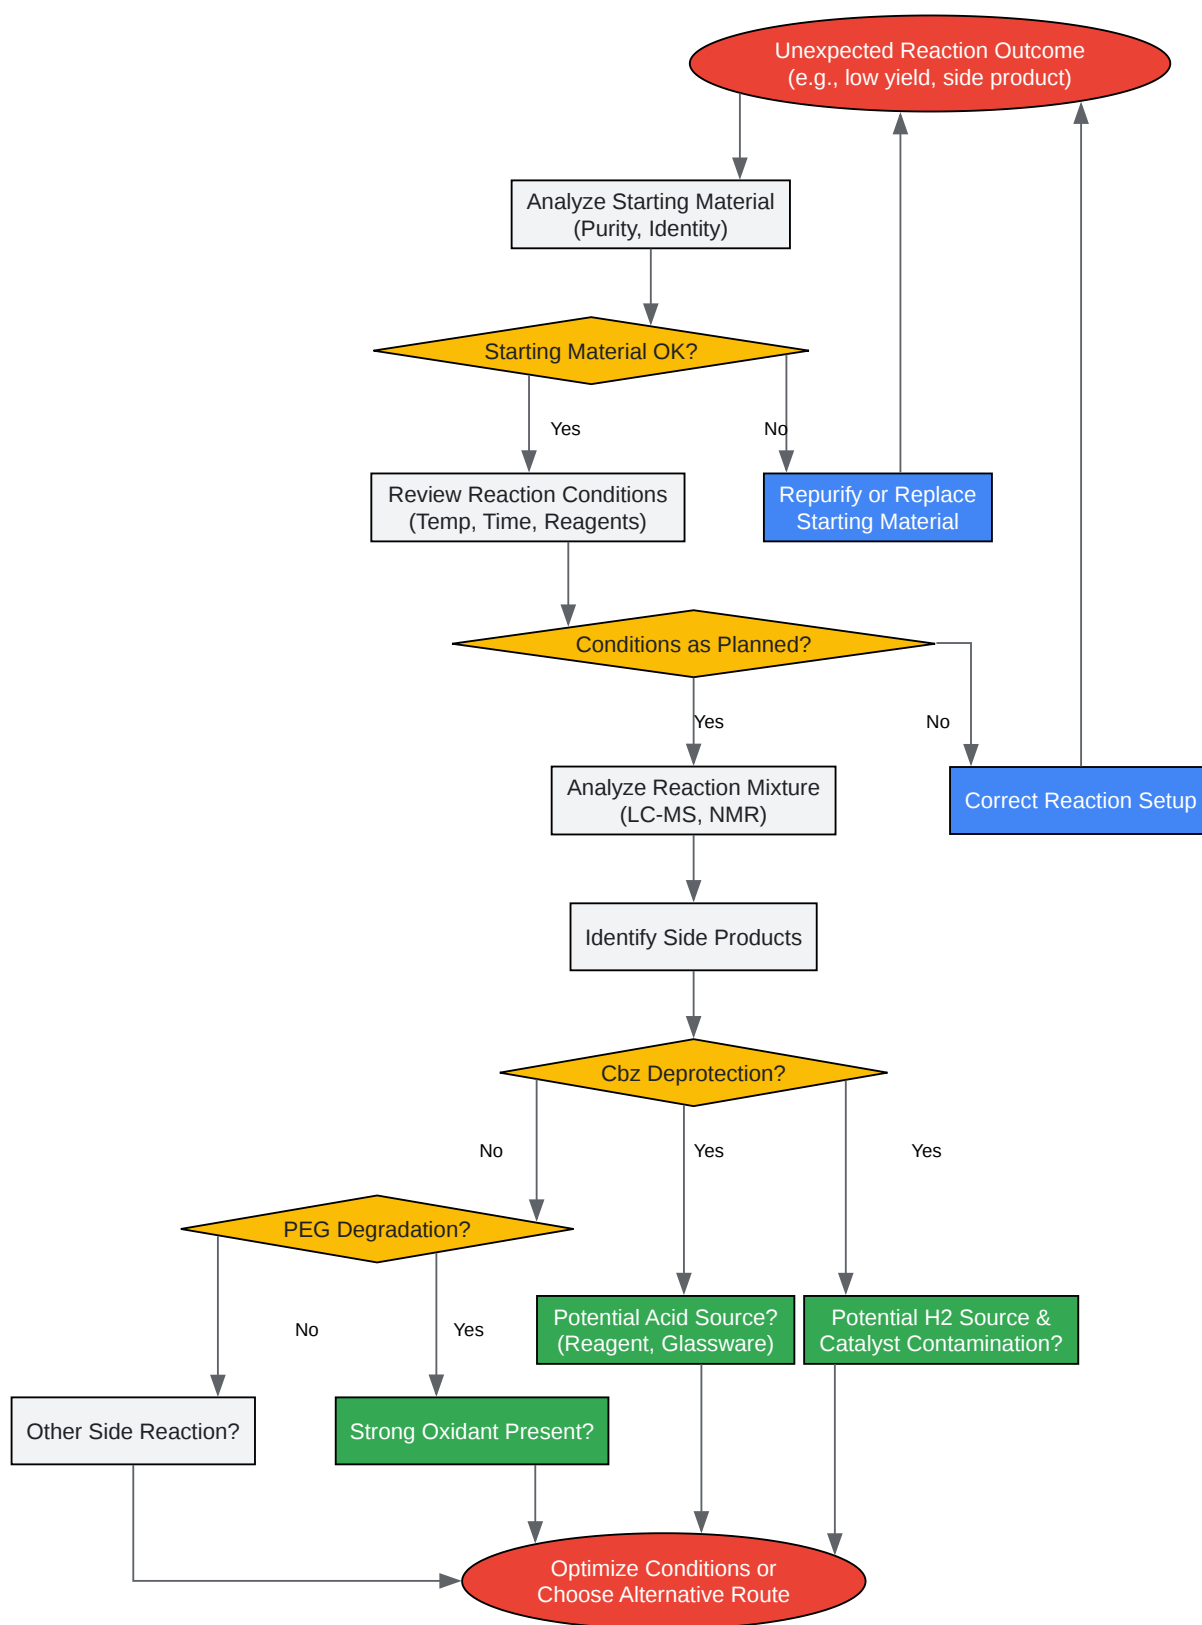 Unexpected Reaction Outcome
(e.g., low yield, side product)
Analyze Starting Material
(Purity, Identity)
Starting Material OK?
Yes
No
Review Reaction Conditions
(Temp, Time, Reagents)
Repurify or Replace
Starting Material
Conditions as Planned?
Yes
No
Analyze Reaction Mixture
(LC-MS, NMR)
Correct Reaction Setup
Identify Side Products
Cbz Deprotection?
No
Yes
Yes
PEG Degradation?
Potential Acid Source?
(Reagent, Glassware)
Potential H2 Source &
Catalyst Contamination?
No
Yes
Other Side Reaction?
Strong Oxidant Present?
Optimize Conditions or
Choose Alternative Route